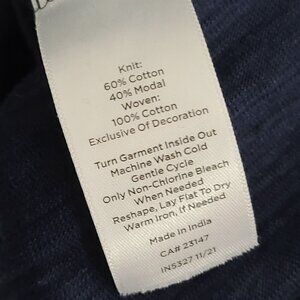 Knit:
60% Cotton
40% Modal
Woven:
100% Cotton
Exclusive Of Decoration
Turn Garment Inside Out
Machine Wash Cold
Gentle Cycle
Only Non-Chlorine Bleach
When Needed
Reshape, Lay Flat To Dry
Warm Iron, If Needed
Made in India
CA# 23147
IN5327 11/21